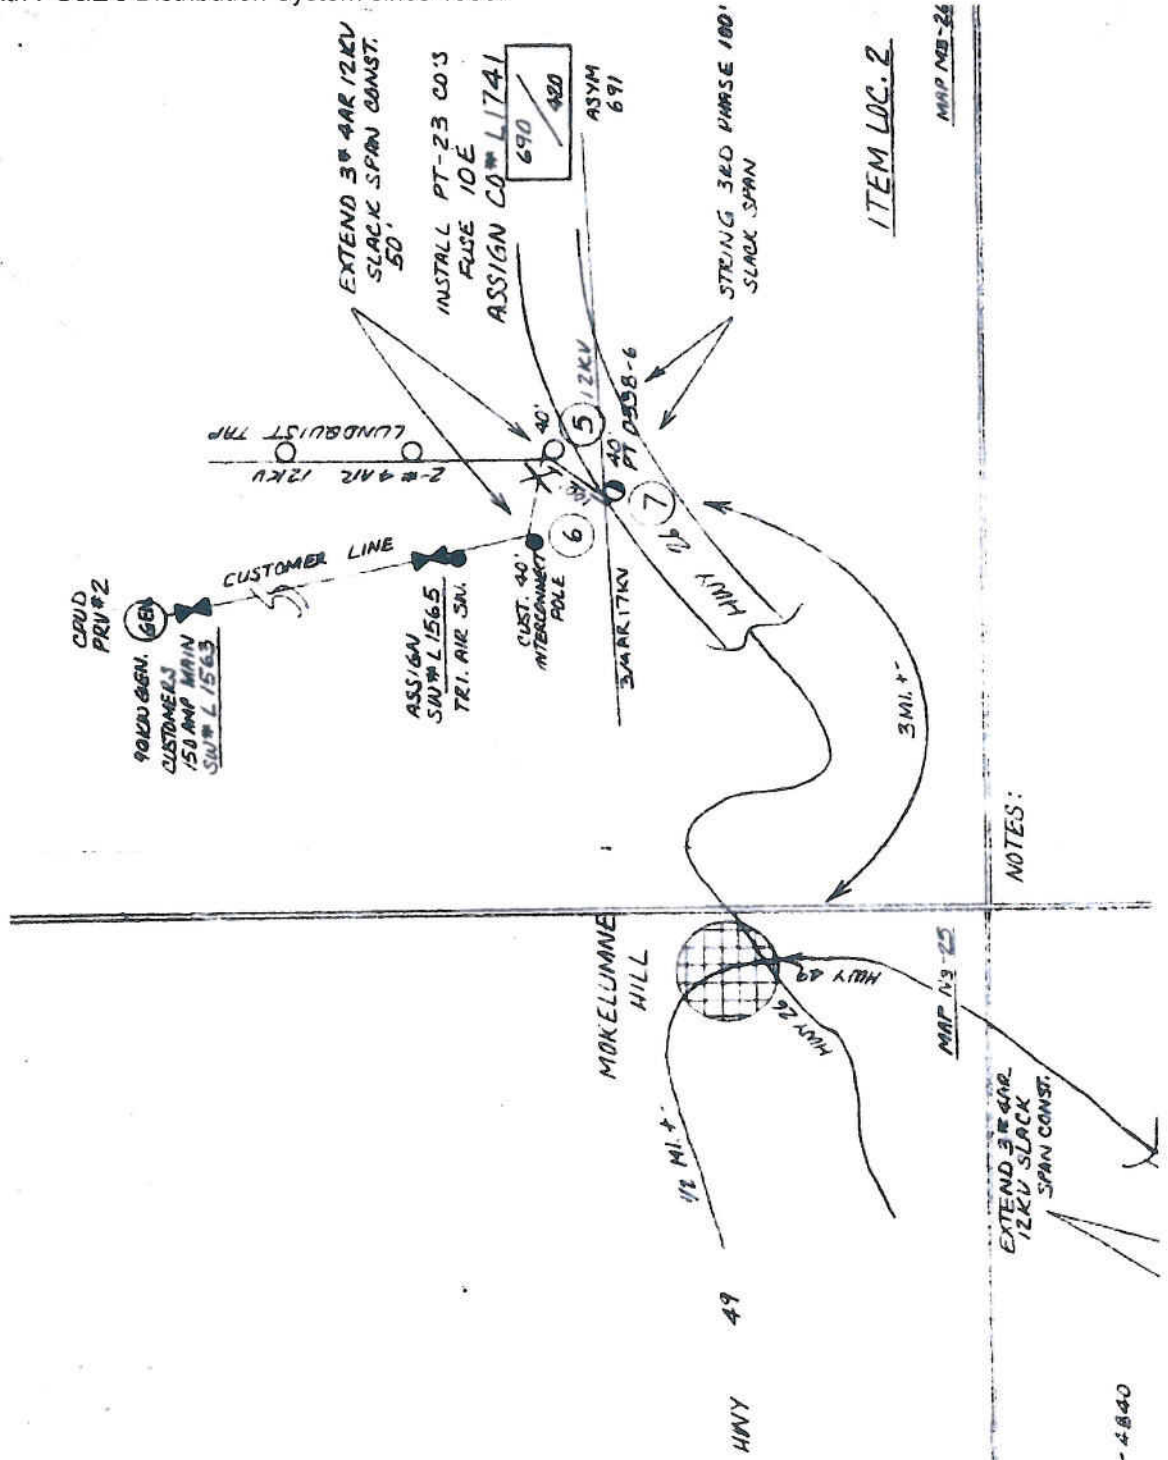 EXTEND 3#4AR 12KV
SLACK SPAN CONST.
50'
INSTALL PT-23 CO'S
FUSE 10E
ASSIGN CO# L1741
690/420
ASYM
691
STRING 3RD PHASE 180'
SLACK SPAN
ITEM LOC. 2
LUNDQUIST TAP
2-#4 AR 12KV
40'
5
12KV
40'
PT D538-6
7
6
HWY 26
3#4AR 17KV
CPUD
PRV#2
GEN
90KW GEN.
CUSTOMERS
150 AMP MAIN
SW# L1563
CUSTOMER LINE
ASSIGN
SW# L1565
TRI. AIR SW.
CUST. 40'
INTERCONNECT
POLE
3 MI. +
NOTES:
MOKELUMNE
HILL
HWY 49
HWY 26
MAP N3-25
1/2 MI. +
HWY 49
EXTEND 3#4AR
12KV SLACK
SPAN CONST.
-4840